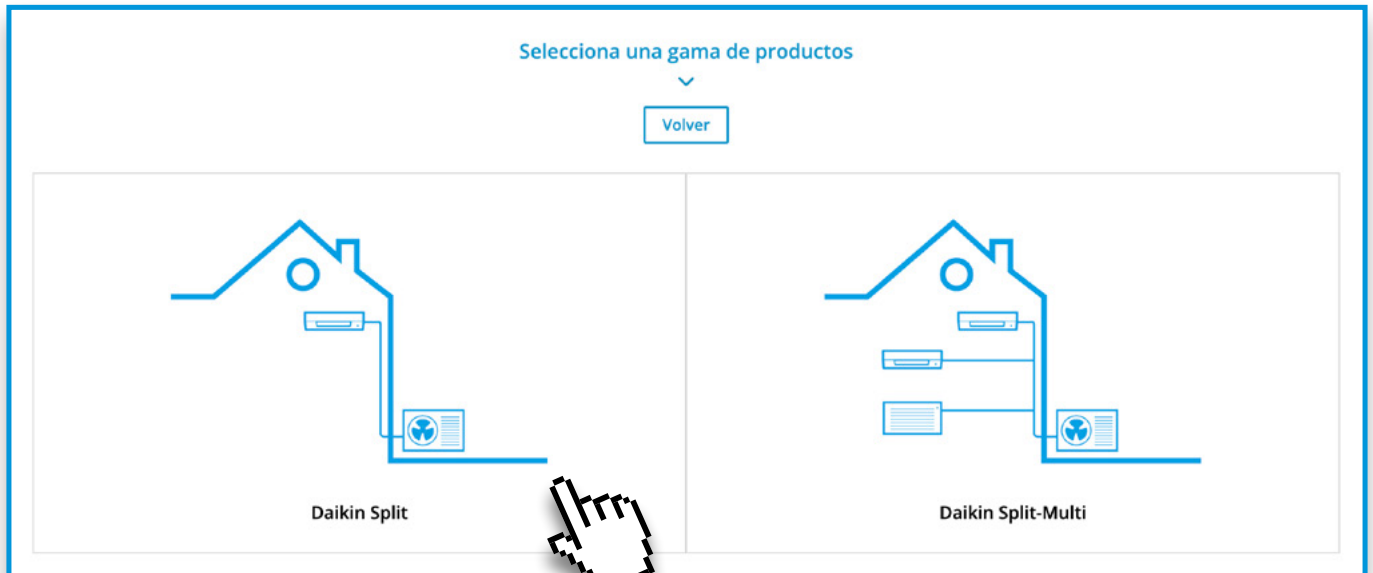 Selecciona una gama de productos
Volver
Daikin Split
Daikin Split-Multi